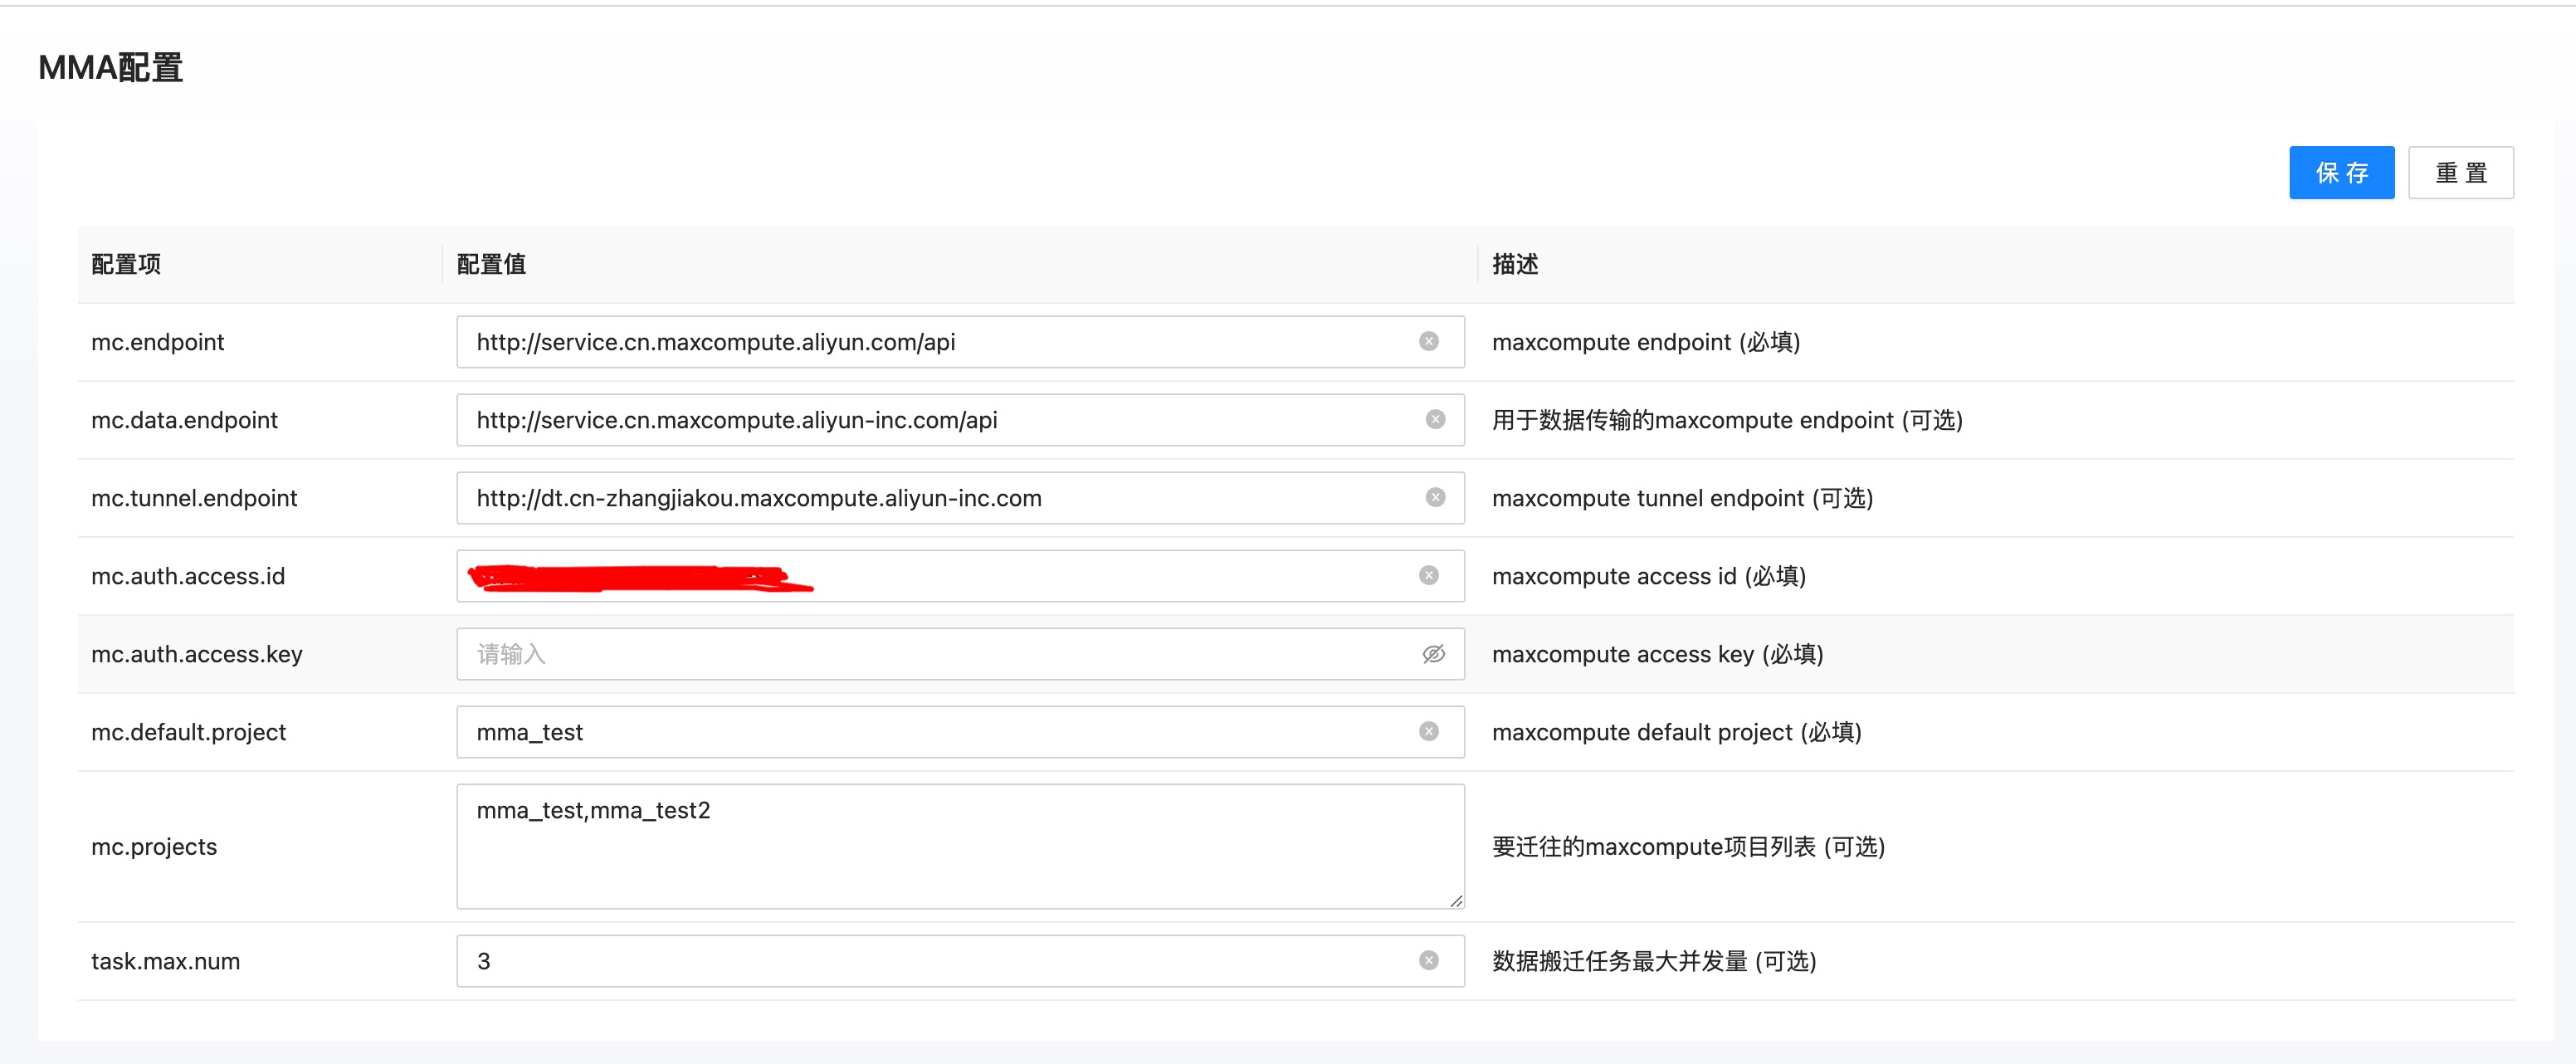 MMA配置
保 存 重 置
配置项 配置值 描述
mc.endpoint http://service.cn.maxcompute.aliyun.com/api maxcompute endpoint (必填)
mc.data.endpoint http://service.cn.maxcompute.aliyun-inc.com/api 用于数据传输的maxcompute endpoint (可选)
mc.tunnel.endpoint http://dt.cn-zhangjiakou.maxcompute.aliyun-inc.com maxcompute tunnel endpoint (可选)
mc.auth.access.id maxcompute access id (必填)
mc.auth.access.key 请输入 maxcompute access key (必填)
mc.default.project mma_test maxcompute default project (必填)
mc.projects mma_test,mma_test2 要迁往的maxcompute项目列表 (可选)
task.max.num 3 数据搬迁任务最大并发量 (可选)